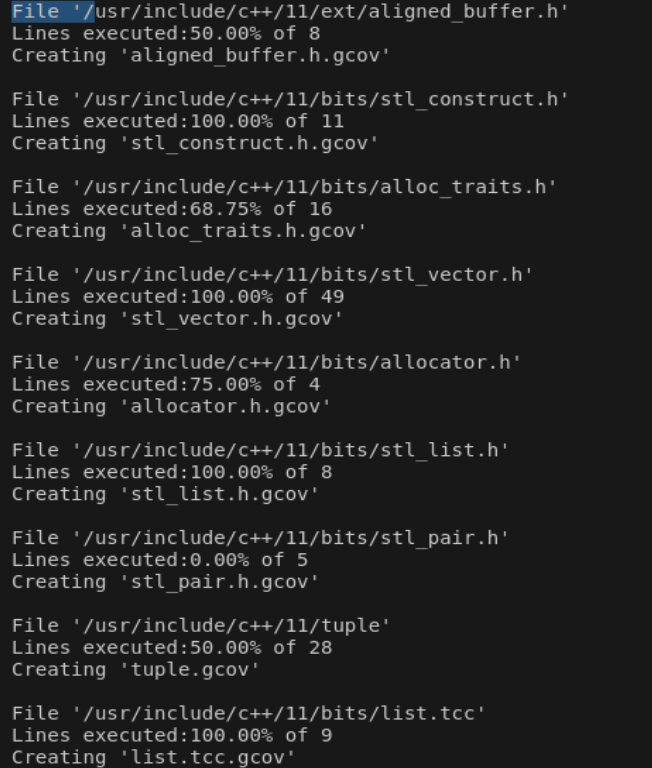 File '/usr/include/c++/11/ext/aligned_buffer.h'
Lines executed:50.00% of 8
Creating 'aligned_buffer.h.gcov'
File '/usr/include/c++/11/bits/stl_construct.h'
Lines executed:100.00% of 11
Creating 'stl_construct.h.gcov'
File '/usr/include/c++/11/bits/alloc_traits.h'
Lines executed:68.75% of 16
Creating 'alloc_traits.h.gcov'
File '/usr/include/c++/11/bits/stl_vector.h'
Lines executed:100.00% of 49
Creating 'stl_vector.h.gcov'
File '/usr/include/c++/11/bits/allocator.h'
Lines executed:75.00% of 4
Creating 'allocator.h.gcov'
File '/usr/include/c++/11/bits/stl_list.h'
Lines executed:100.00% of 8
Creating 'stl_list.h.gcov'
File '/usr/include/c++/11/bits/stl_pair.h'
Lines executed:0.00% of 5
Creating 'stl_pair.h.gcov'
File '/usr/include/c++/11/tuple'
Lines executed:50.00% of 28
Creating 'tuple.gcov'
File '/usr/include/c++/11/bits/list.tcc'
Lines executed:100.00% of 9
Creating 'list.tcc.gcov'